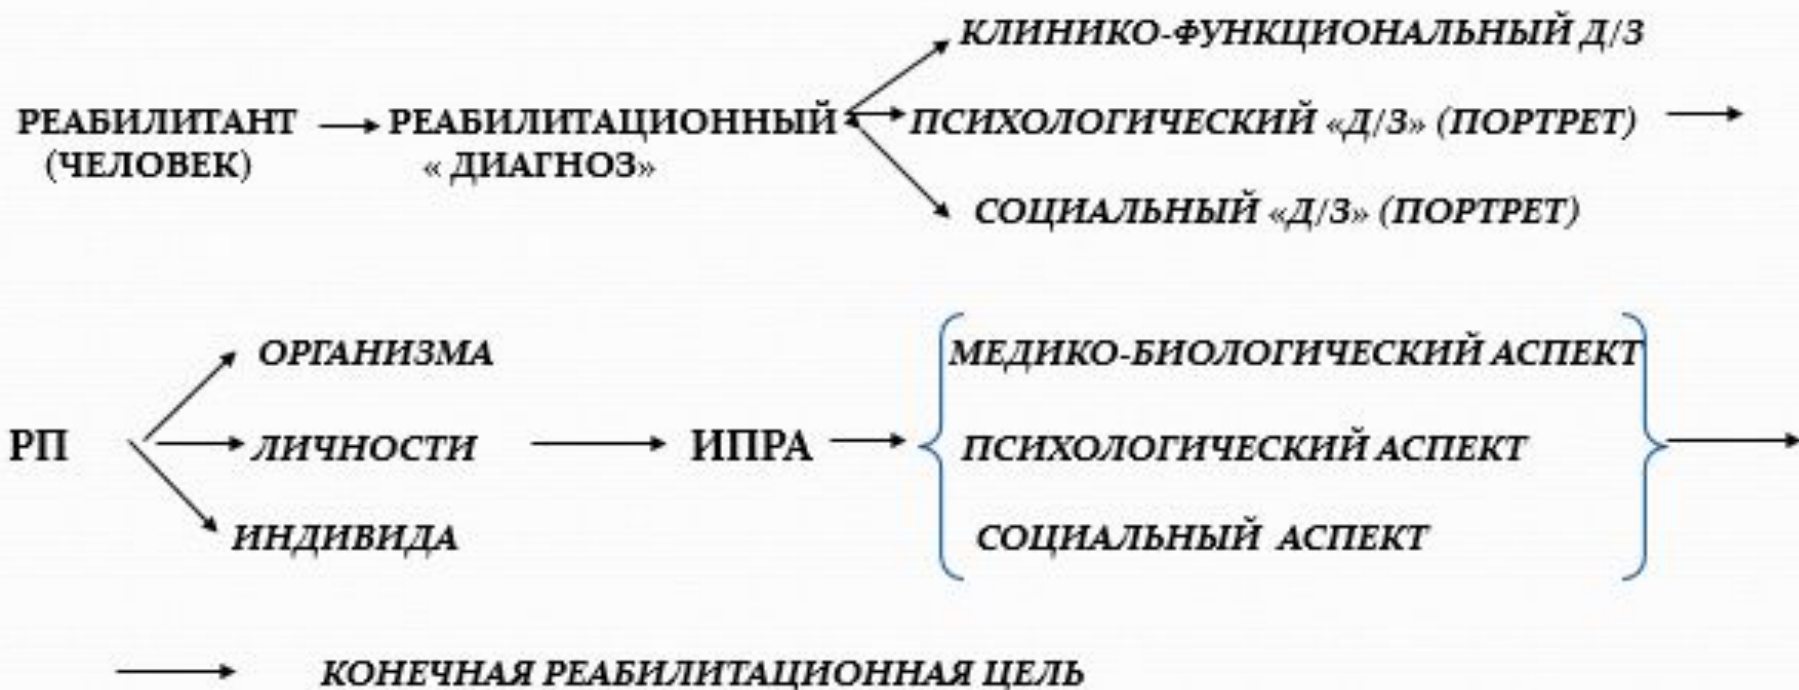 КЛИНИКО-ФУНКЦИОНАЛЬНЫЙ Д/З
РЕАБИЛИТАНТ РЕАБИЛИТАЦИОННЫЙ ПСИХОЛОГИЧЕСКИЙ «Д/З» (ПОРТРЕТ)
(ЧЕЛОВЕК) « ДИАГНОЗ»
СОЦИАЛЬНЫЙ «Д/З» (ПОРТРЕТ)
ОРГАНИЗМА МЕДИКО-БИОЛОГИЧЕСКИЙ АСПЕКТ
РП ЛИЧНОСТИ ИПРА ПСИХОЛОГИЧЕСКИЙ АСПЕКТ
ИНДИВИДА СОЦИАЛЬНЫЙ АСПЕКТ
КОНЕЧНАЯ РЕАБИЛИТАЦИОННАЯ ЦЕЛЬ